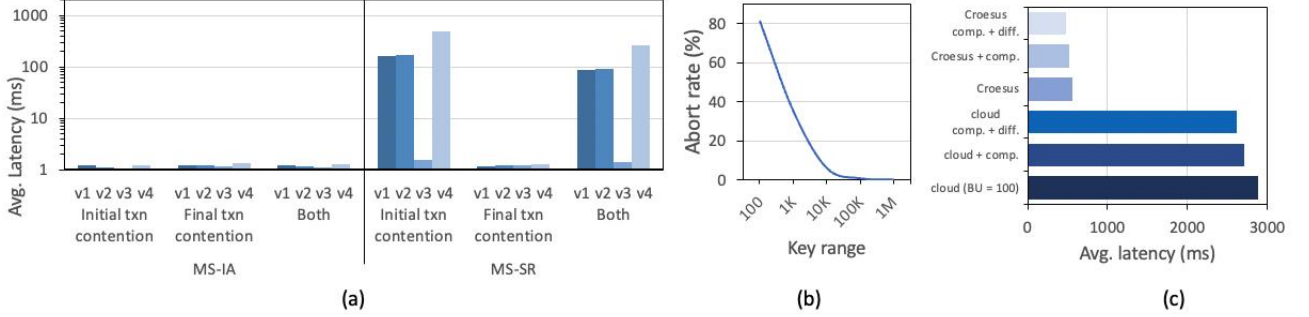 Avg. Latency (ms)
1000
100
10
1
v1 v2 v3 v4
Initial txn
contention
v1 v2 v3 v4
Final txn
contention
v1 v2 v3 v4
Both
MS-IA
v1 v2 v3 v4
Initial txn
contention
v1 v2 v3 v4
Final txn
contention
v1 v2 v3 v4
Both
MS-SR
(a)
Abort rate (%)
80
60
40
20
0
100
1K
10K
100K
1M
Key range
(b)
Croesus
comp. + diff.
Croesus + comp.
Croesus
cloud
comp. + diff.
cloud + comp.
cloud (BU = 100)
0
1000
2000
3000
Avg. latency (ms)
(c)